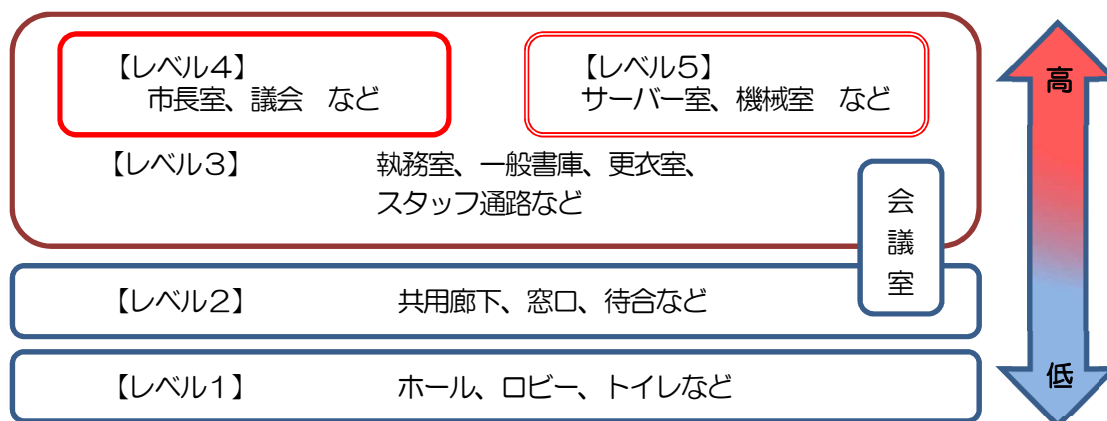 【レベル4】
市長室、議会　など
【レベル5】
サーバー室、機械室　など
高
【レベル3】　執務室、一般書庫、更衣室、
スタッフ通路など
会議室
【レベル2】　共用廊下、窓口、待合など
【レベル1】　ホール、ロビー、トイレなど
低